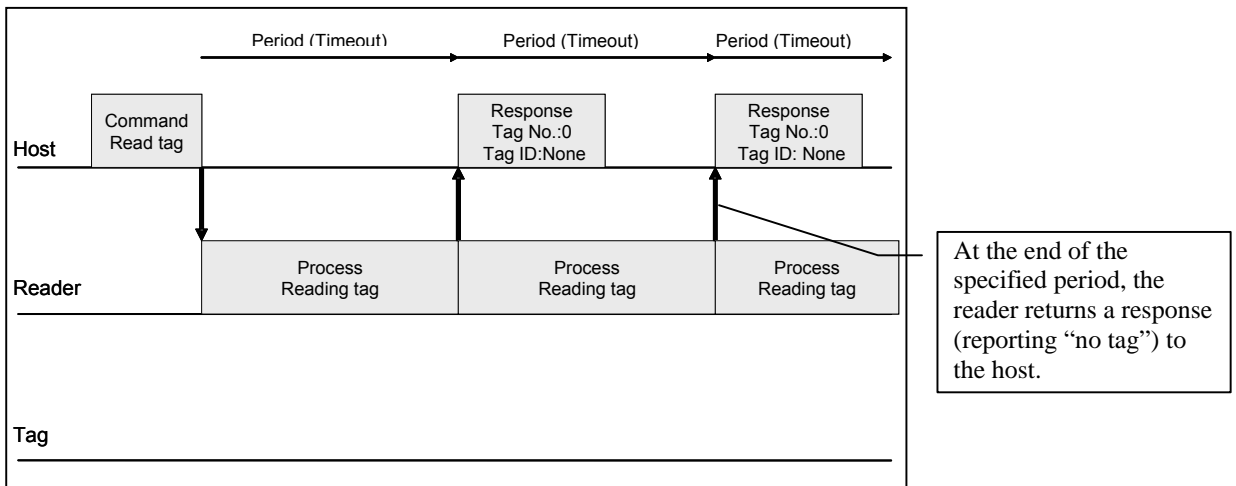 Period (Timeout)
Period (Timeout)
Period (Timeout)
Command
Read tag
Response
Tag No.:0
Tag ID:None
Response
Tag No.:0
Tag ID: None
Host
Process
Reading tag
Process
Reading tag
Process
Reading tag
Reader
At the end of the
specified period, the
reader returns a response
(reporting “no tag”) to
the host.
Tag